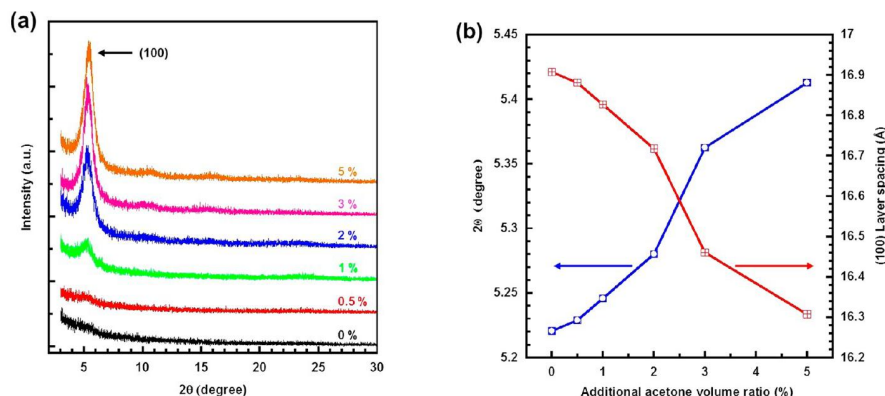 (a)
(100)
5 %
3 %
2 %
1 %
0.5 %
0 %
Intensity (a.u.)
5 10 15 20 25 30
2θ (degree)
(b)
5.45
5.4
5.35
5.3
5.25
5.2
2θ (degree)
17
16.9
16.8
16.7
16.6
16.5
16.4
16.3
16.2
(100) Layer spacing (Å)
0 1 2 3 4 5
Additional acetone volume ratio (%)